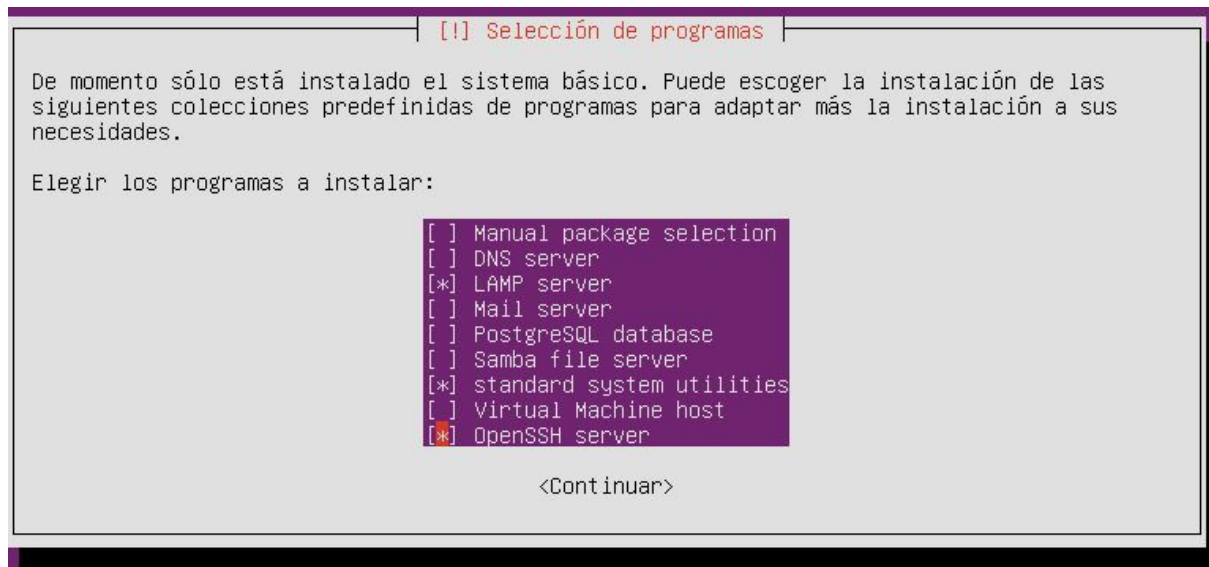 [!] Selección de programas
De momento sólo está instalado el sistema básico. Puede escoger la instalación de las
siguientes colecciones predefinidas de programas para adaptar más la instalación a sus
necesidades.
Elegir los programas a instalar:
[ ] Manual package selection
[ ] DNS server
[*] LAMP server
[ ] Mail server
[ ] PostgreSQL database
[ ] Samba file server
[*] standard system utilities
[ ] Virtual Machine host
[*] OpenSSH server
<Continuar>